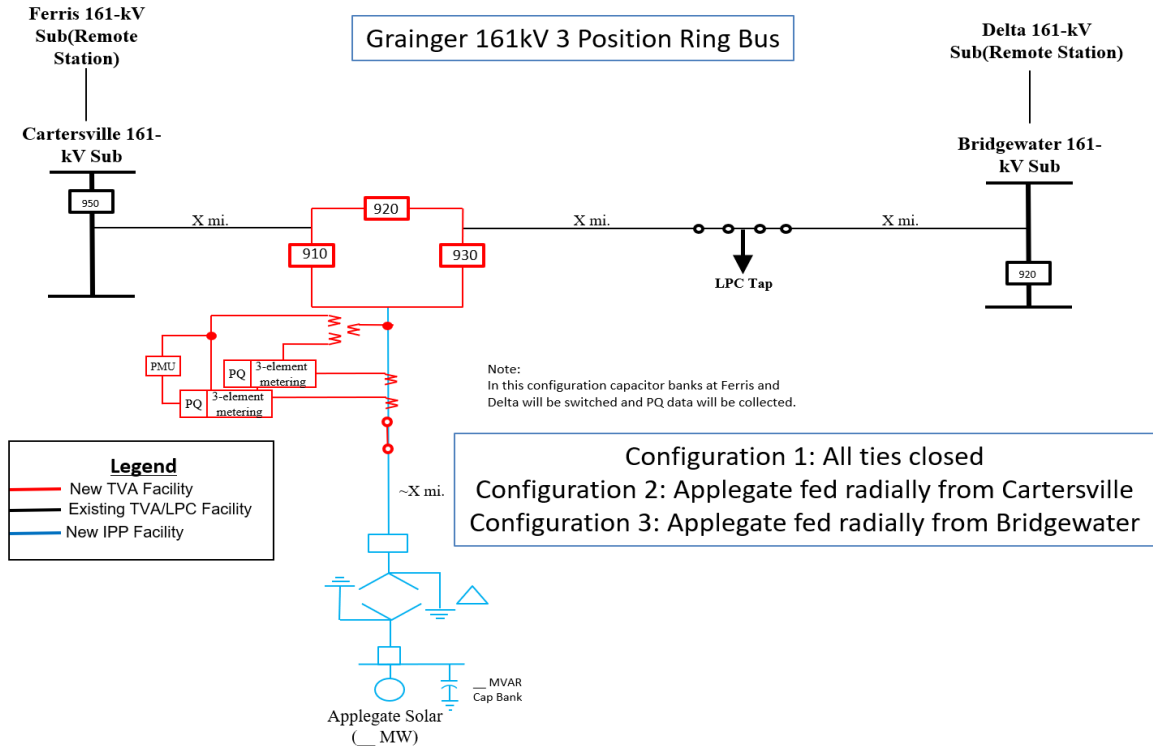 Ferris 161-kV
Sub(Remote
Station)
Grainger 161kV 3 Position Ring Bus
Delta 161-kV
Sub(Remote Station)
Cartersville 161-
kV Sub
Bridgewater 161-
kV Sub
950
X mi.
920
910
930
X mi.
X mi.
LPC Tap
920
PMU
PQ
3-element
metering
PQ
3-element
metering
Note:
In this configuration capacitor banks at Ferris and
Delta will be switched and PQ data will be collected.
Legend
New TVA Facility
Existing TVA/LPC Facility
New IPP Facility
Configuration 1: All ties closed
Configuration 2: Applegate fed radially from Cartersville
Configuration 3: Applegate fed radially from Bridgewater
~X mi.
__ MVAR
Cap Bank
Applegate Solar
(__ MW)